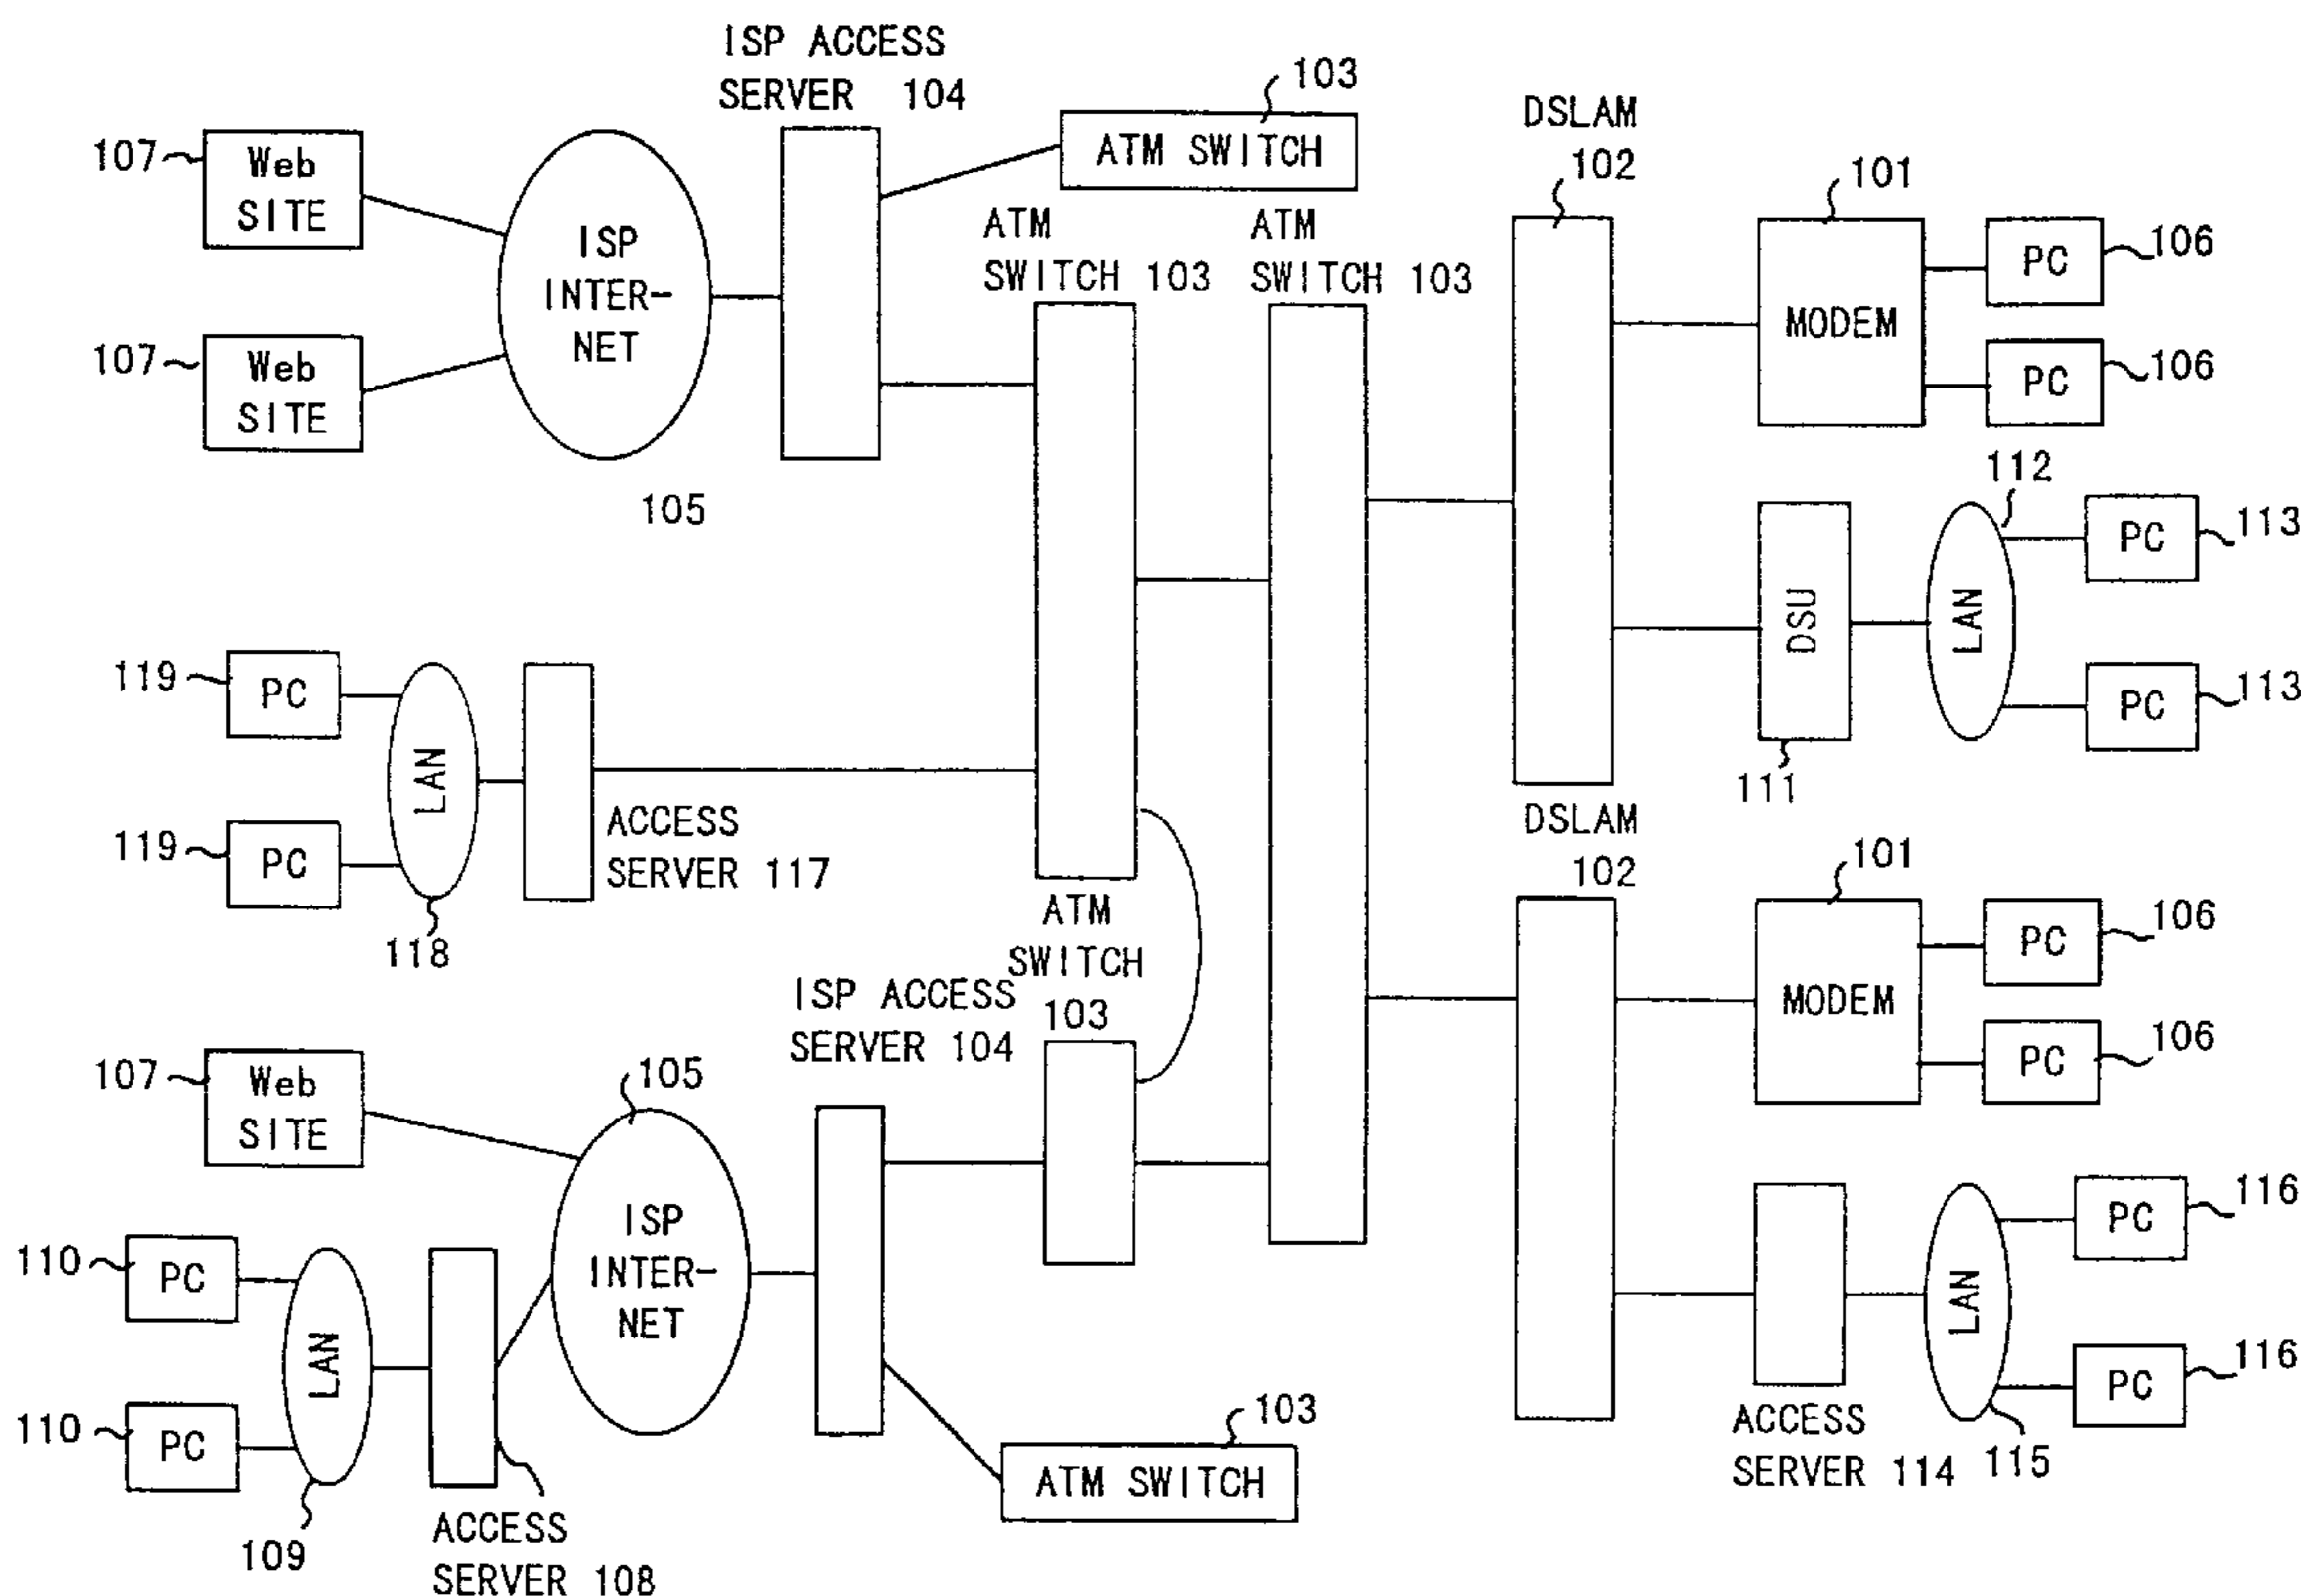 ISP ACCESS
SERVER 104
103
ATM SWITCH
DSLAM
102
107
Web
SITE
ISP
INTER-
NET
ATM
SWITCH 103
ATM
SWITCH 103
101
MODEM
PC
106
PC
106
107
Web
SITE
105
112
DSU
111
LAN
PC
113
PC
113
119
PC
119
PC
LAN
118
ACCESS
SERVER 117
DSLAM
102
ATM
SWITCH
103
ISP ACCESS
SERVER 104
101
MODEM
PC
106
PC
106
107
Web
SITE
105
ISP
INTER-
NET
110
PC
110
PC
LAN
109
ACCESS
SERVER 108
103
ATM SWITCH
ACCESS
SERVER 114
LAN
115
PC
116
PC
116